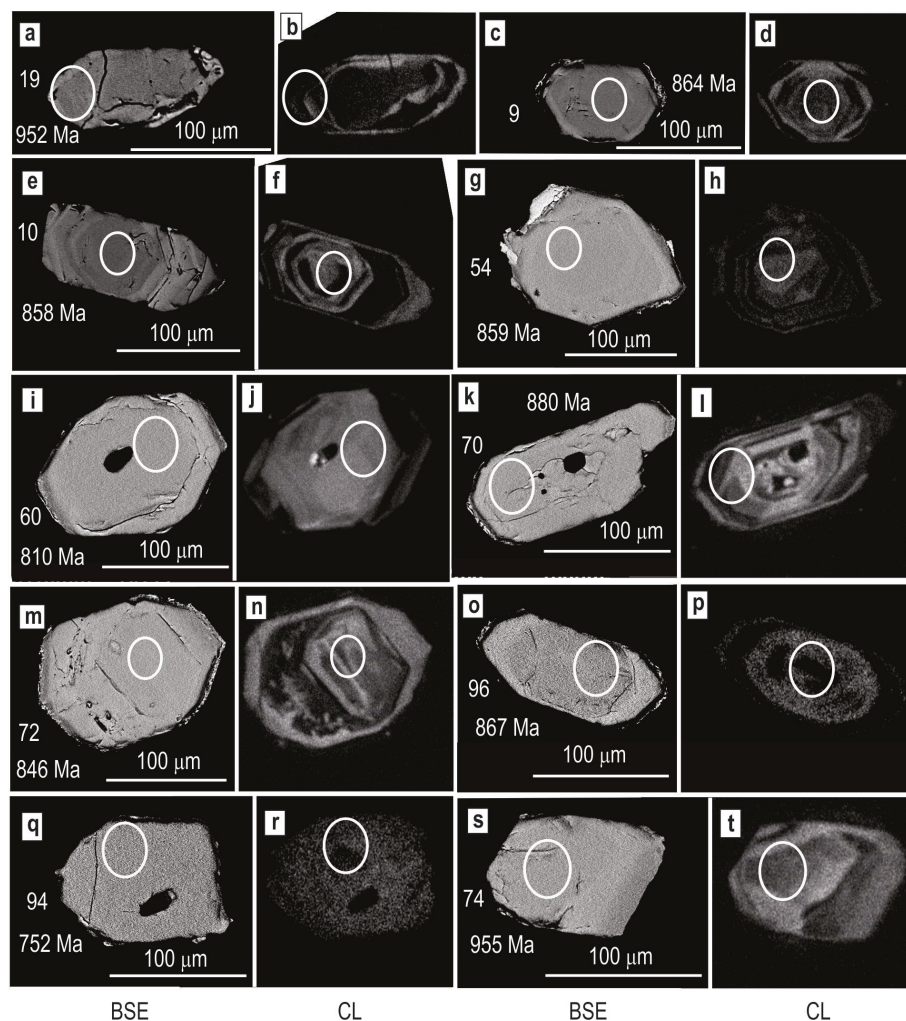 a
19
952 Ma
100 μm
b
c
9
864 Ma
100 μm
d
e
10
858 Ma
100 μm
f
g
54
859 Ma
100 μm
h
i
60
810 Ma
100 μm
j
k
880 Ma
70
100 μm
l
m
72
846 Ma
100 μm
n
o
96
867 Ma
100 μm
p
q
94
752 Ma
100 μm
r
s
74
955 Ma
100 μm
t
BSE CL BSE CL